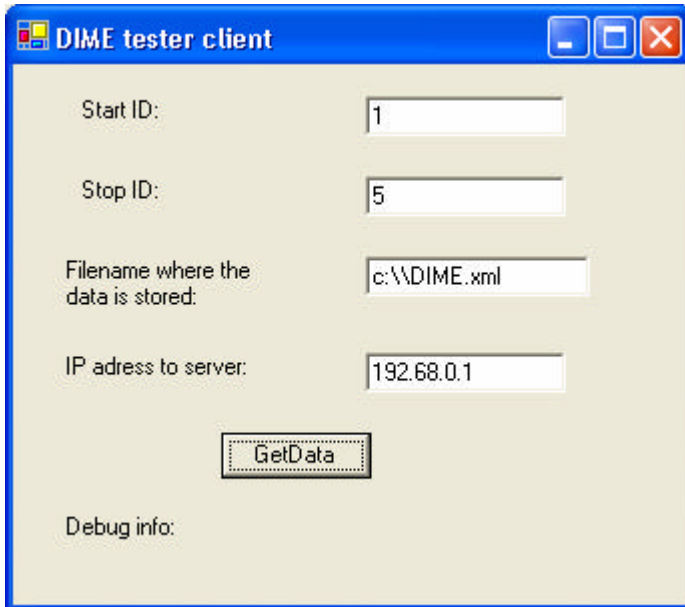 DIME tester client
Start ID:
1
Stop ID:
5
Filename where the
data is stored:
c:\\DIME.xml
IP adress to server:
192.68.0.1
GetData
Debug info: